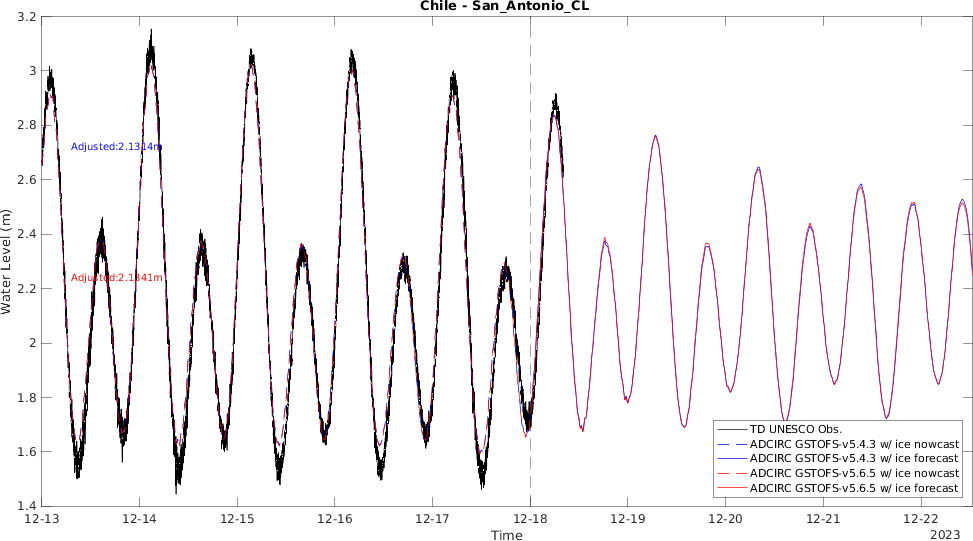 Chile - San_Antonio_CL
3.2
3
2.8
2.6
2.4
2.2
2
1.8
1.6
1.4
Water Level (m)
Adjusted:2.1314m
Adjusted:2.1341m
TD UNESCO Obs.
ADCIRC GSTOFS-v5.4.3 w/ ice nowcast
ADCIRC GSTOFS-v5.4.3 w/ ice forecast
ADCIRC GSTOFS-v5.6.5 w/ ice nowcast
ADCIRC GSTOFS-v5.6.5 w/ ice forecast
12-13 12-14 12-15 12-16 12-17 12-18 12-19 12-20 12-21 12-22
Time
2023